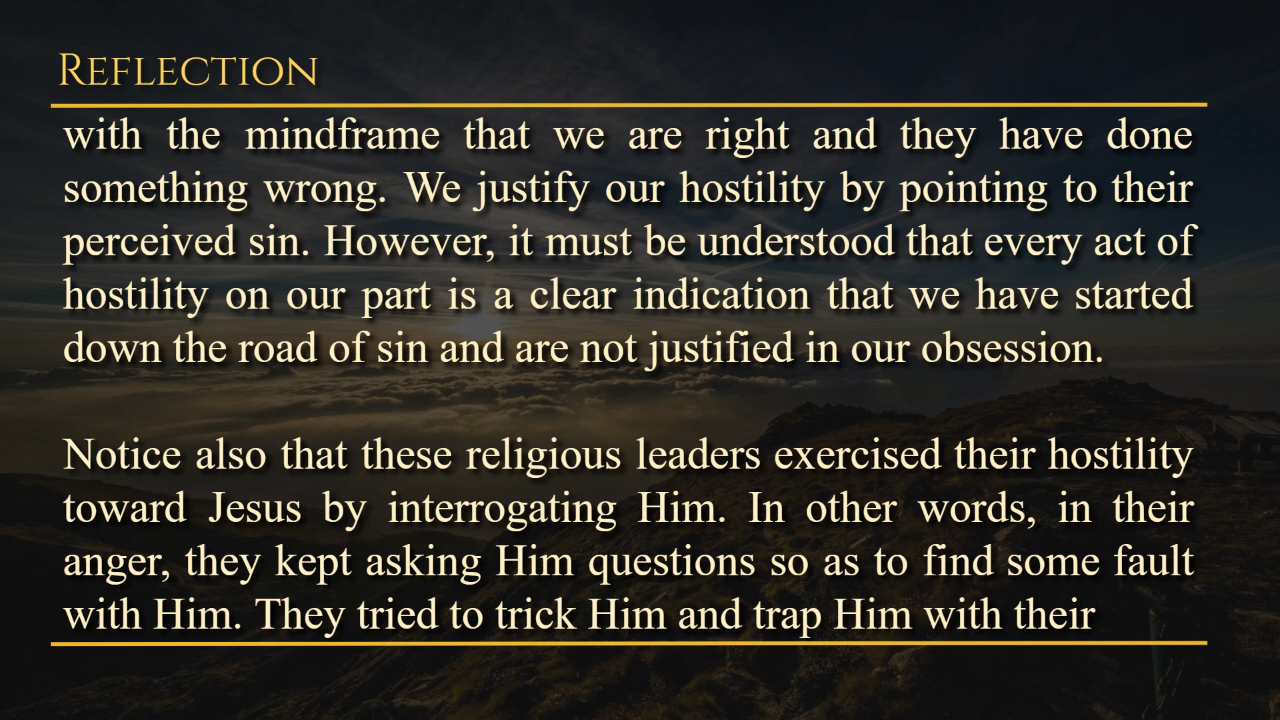 Reflection
with the mindframe that we are right and they have done
something wrong. We justify our hostility by pointing to their
perceived sin. However, it must be understood that every act of
hostility on our part is a clear indication that we have started
down the road of sin and are not justified in our obsession.
Notice also that these religious leaders exercised their hostility
toward Jesus by interrogating Him. In other words, in their
anger, they kept asking Him questions so as to find some fault
with Him. They tried to trick Him and trap Him with their